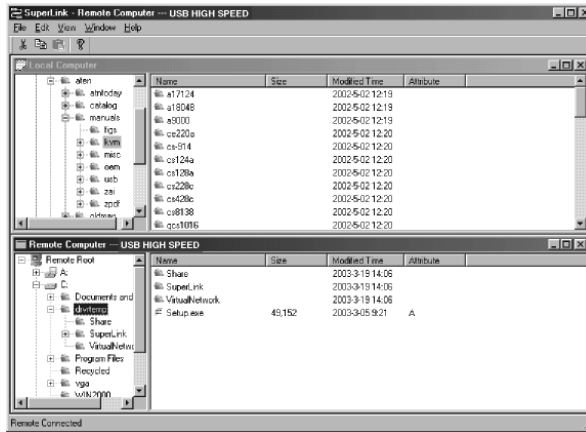 SuperLink - Remote Computer --- USB HIGH SPEED
File Edit View Window Help
Local Computer
aten
atntoday
catalog
manuals
figs
kvm
misc
oem
usb
zai
zpdf
oldman
Name Size Modified Time Attribute
a17124 2002-5-02 12:19
a18048 2002-5-02 12:19
a9000 2002-5-02 12:19
ce220a 2002-5-02 12:20
cs-914 2002-5-02 12:20
cs124a 2002-5-02 12:20
cs128a 2002-5-02 12:20
cs228c 2002-5-02 12:20
cs428c 2002-5-02 12:20
cs8138 2002-5-02 12:20
qcs1016 2002-5-02 12:20
Remote Computer --- USB HIGH SPEED
Remote Root
A:
C:
Documents and
drvtemp
Share
SuperLink
VirtualNetwo
Program Files
Recycled
vga
WIN2000
Name Size Modified Time Attribute
Share 2003-3-19 14:06
SuperLink 2003-3-19 14:06
VirtualNetwork 2003-3-19 14:06
Setup.exe 49,152 2003-3-05 9:21 A
Remote Connected